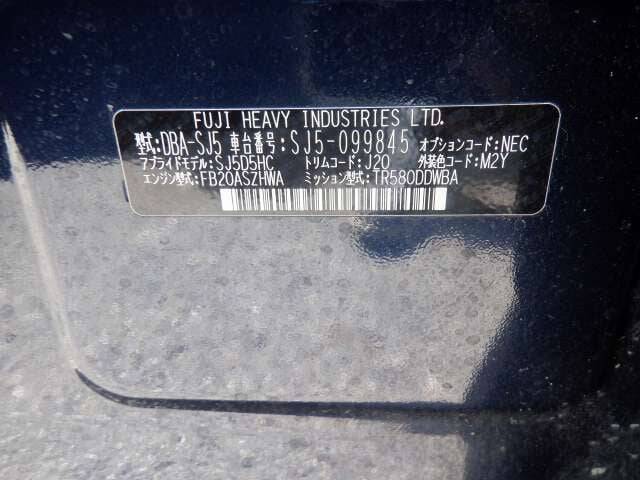 FUJI HEAVY INDUSTRIES LTD.
型式:DBA-SJ5 車台番号:SJ5-099845 オプションコード:NEC
アプライドモデル:SJ5D5HC トリムコード:J20 外装色コード:M2Y
エンジン型式:FB20ASZHWA ミッション型式:TR580DDWBA